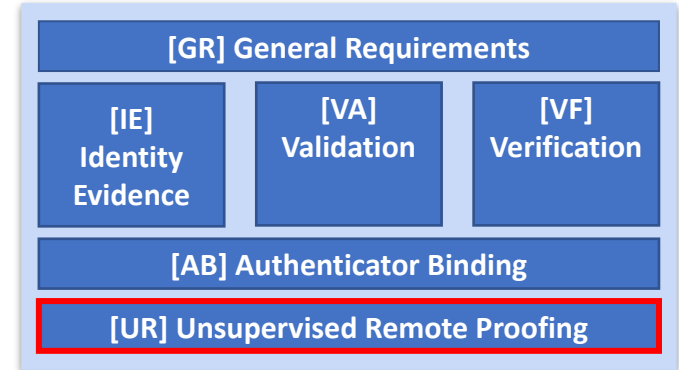 [GR] General Requirements
[IE]
Identity
Evidence
[VA]
Validation
[VF]
Verification
[AB] Authenticator Binding
[UR] Unsupervised Remote Proofing